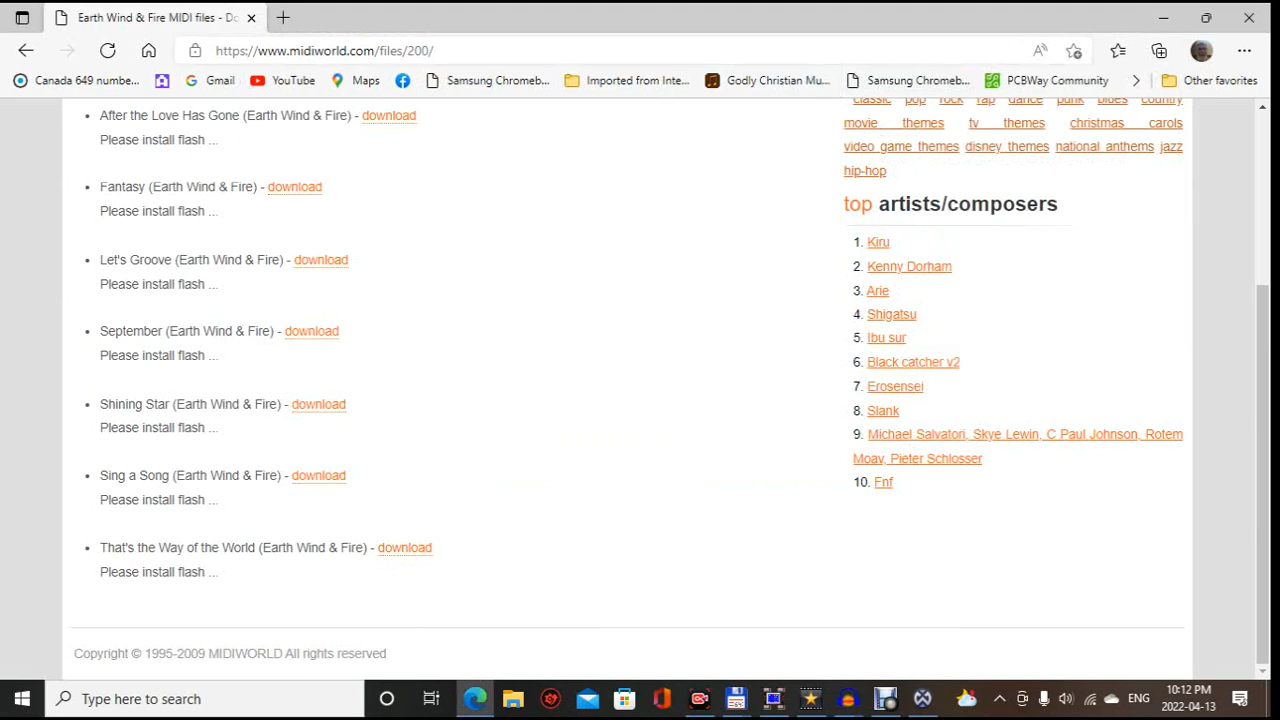 Earth Wind & Fire MIDI files - Do
https://www.midiworld.com/files/200/
Canada 649 numbe...
Gmail
YouTube
Maps
Samsung Chromeb...
Imported from Inte...
Godly Christian Mu...
Samsung Chromeb...
PCBWay Community
Other favorites
After the Love Has Gone (Earth Wind & Fire) - download
Please install flash ...
Fantasy (Earth Wind & Fire) - download
Please install flash ...
Let's Groove (Earth Wind & Fire) - download
Please install flash ...
September (Earth Wind & Fire) - download
Please install flash ...
Shining Star (Earth Wind & Fire) - download
Please install flash ...
Sing a Song (Earth Wind & Fire) - download
Please install flash ...
That's the Way of the World (Earth Wind & Fire) - download
Please install flash ...
classic pop rock rap dance punk blues country
movie themes tv themes christmas carols
video game themes disney themes national anthems jazz
hip-hop
top artists/composers
1. Kiru
2. Kenny Dorham
3. Arie
4. Shigatsu
5. Ibu sur
6. Black catcher v2
7. Erosensei
8. Slank
9. Michael Salvatori, Skye Lewin, C Paul Johnson, Rotem
Moav, Pieter Schlosser
10. Fnf
Copyright © 1995-2009 MIDIWORLD All rights reserved
Type here to search
ENG
10:12 PM
2022-04-13